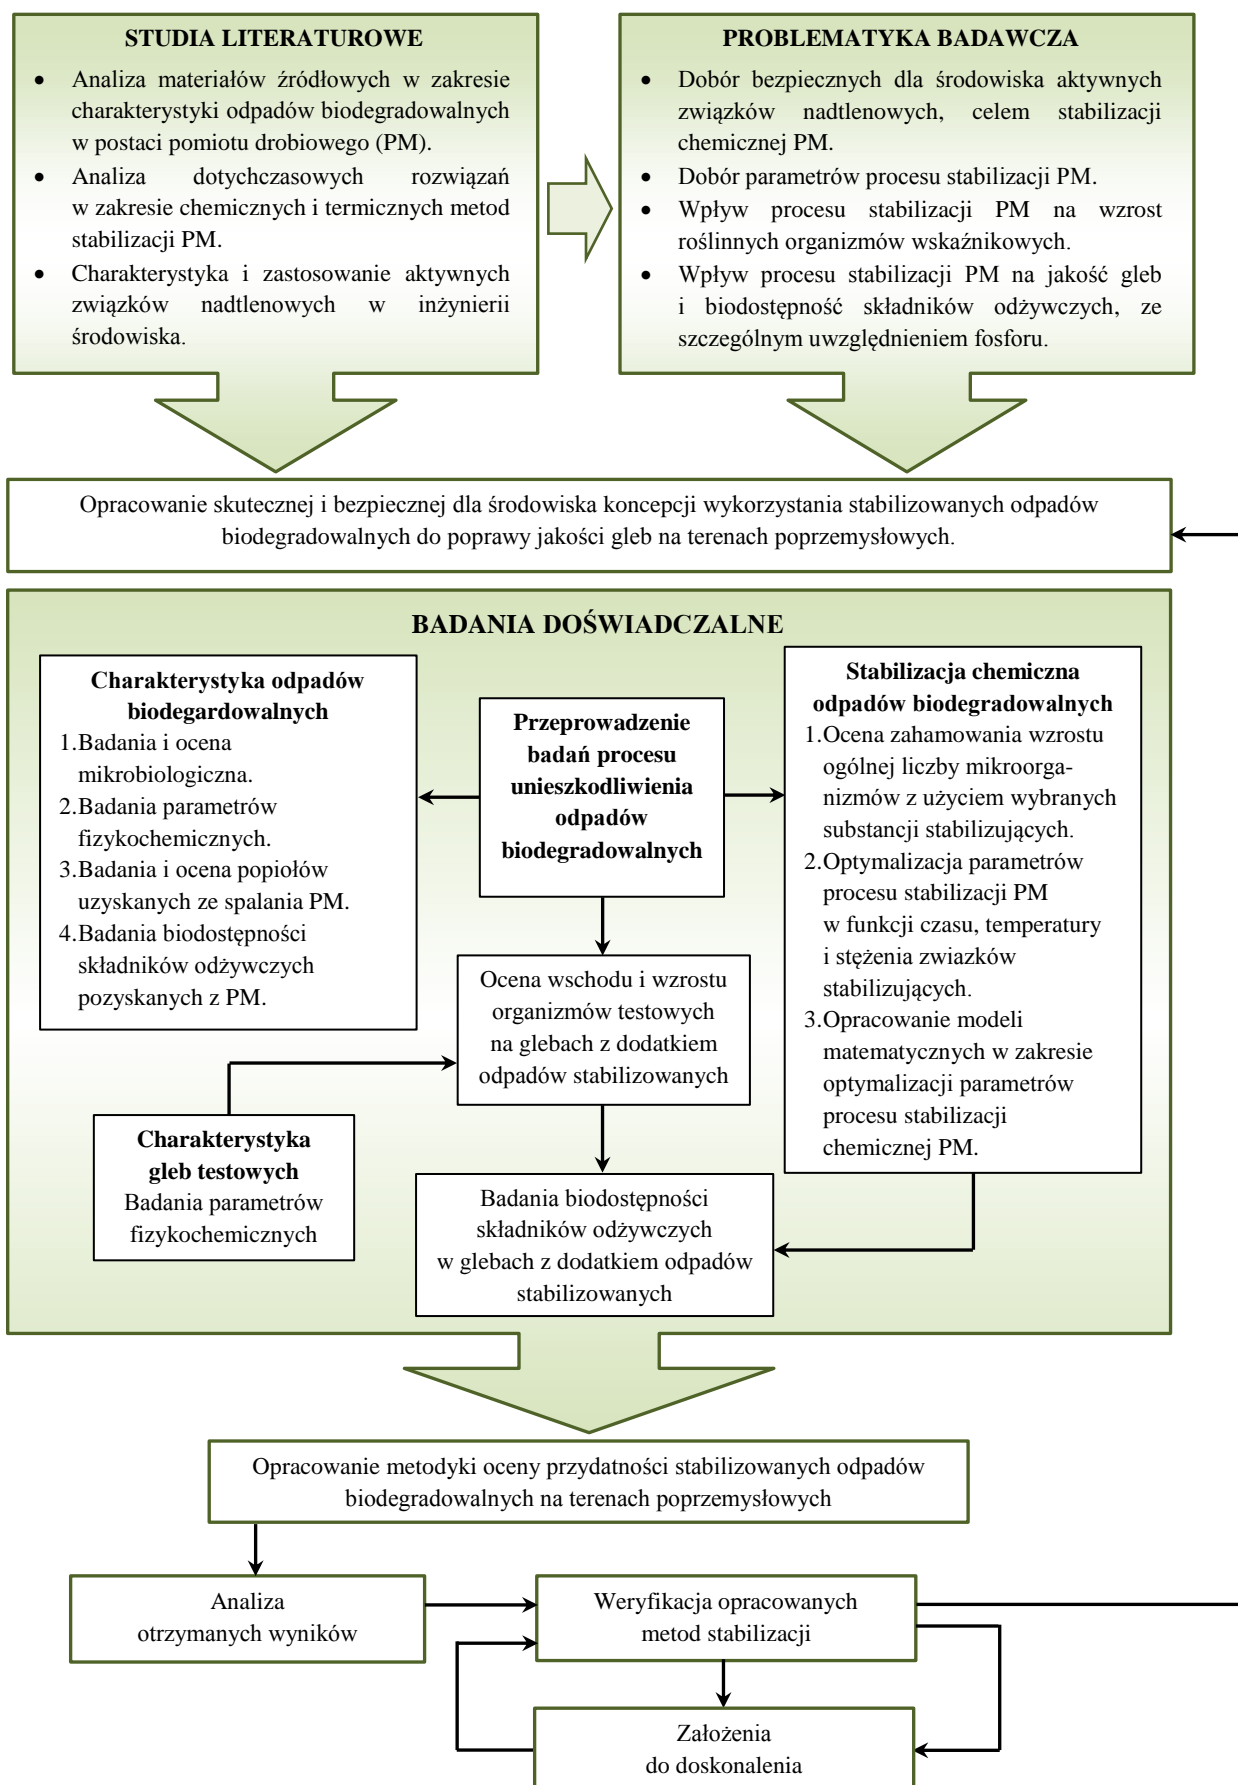 STUDIA LITERATUROWE
• Analiza materiałów źródłowych w zakresie
charakterystyki odpadów biodegradowalnych
w postaci pomiotu drobiowego (PM).
• Analiza dotychczasowych rozwiązań
w zakresie chemicznych i termicznych metod
stabilizacji PM.
• Charakterystyka i zastosowanie aktywnych
związków nadtlenowych w inżynierii
środowiska.
PROBLEMATYKA BADAWCZA
• Dobór bezpiecznych dla środowiska aktywnych
związków nadtlenowych, celem stabilizacji
chemicznej PM.
• Dobór parametrów procesu stabilizacji PM.
• Wpływ procesu stabilizacji PM na wzrost
roślinnych organizmów wskaźnikowych.
• Wpływ procesu stabilizacji PM na jakość gleb
i biodostępność składników odżywczych, ze
szczególnym uwzględnieniem fosforu.
Opracowanie skutecznej i bezpiecznej dla środowiska koncepcji wykorzystania stabilizowanych odpadów
biodegradowalnych do poprawy jakości gleb na terenach poprzemysłowych.
BADANIA DOŚWIADCZALNE
Charakterystyka odpadów
biodegardowalnych
1.Badania i ocena
mikrobiologiczna.
2.Badania parametrów
fizykochemicznych.
3.Badania i ocena popiołów
uzyskanych ze spalania PM.
4.Badania biodostępności
składników odżywczych
pozyskanych z PM.
Przeprowadzenie
badań procesu
unieszkodliwienia
odpadów
biodegradowalnych
Stabilizacja chemiczna
odpadów biodegradowalnych
1.Ocena zahamowania wzrostu
ogólnej liczby mikroorga-
nizmów z użyciem wybranych
substancji stabilizujących.
2.Optymalizacja parametrów
procesu stabilizacji PM
w funkcji czasu, temperatury
i stężenia zwiazków
stabilizujących.
3.Opracowanie modeli
matematycznych w zakresie
optymalizacji parametrów
procesu stabilizacji
chemicznej PM.
Ocena wschodu i wzrostu
organizmów testowych
na glebach z dodatkiem
odpadów stabilizowanych
Charakterystyka
gleb testowych
Badania parametrów
fizykochemicznych
Badania biodostępności
składników odżywczych
w glebach z dodatkiem odpadów
stabilizowanych
Opracowanie metodyki oceny przydatności stabilizowanych odpadów
biodegradowalnych na terenach poprzemysłowych
Analiza
otrzymanych wyników
Weryfikacja opracowanych
metod stabilizacji
Założenia
do doskonalenia